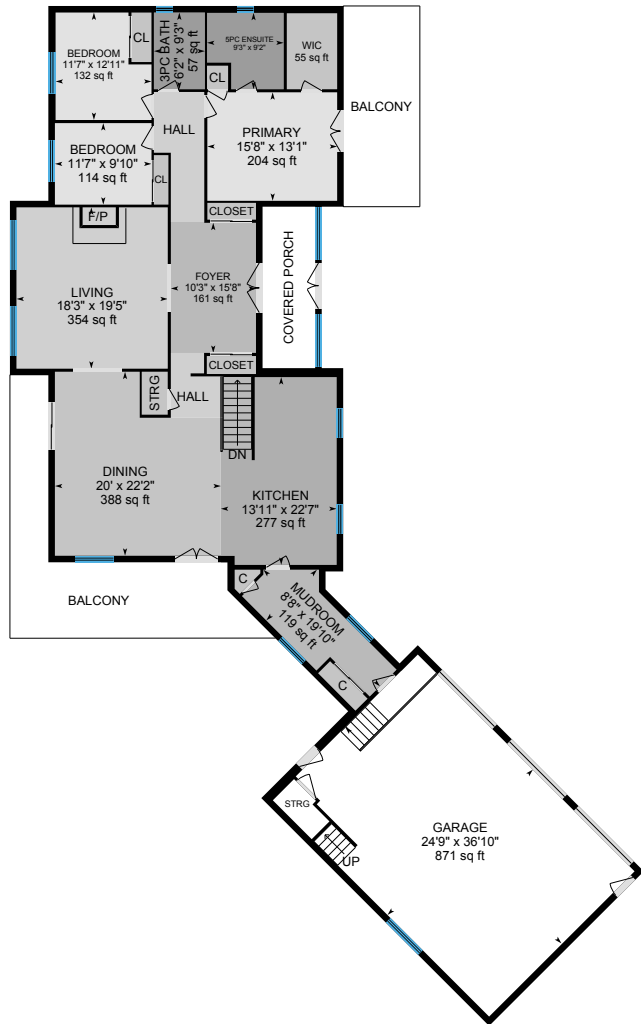 BEDROOM
11'7" x 12'11"
132 sq ft
CL
3PC BATH
6'2" x 9'3"
57 sq ft
5PC ENSUITE
9'3" x 9'2"
WIC
55 sq ft
CL
BALCONY
HALL
PRIMARY
15'8" x 13'1"
204 sq ft
BEDROOM
11'7" x 9'10"
114 sq ft
CL
F/P
CLOSET
LIVING
18'3" x 19'5"
354 sq ft
FOYER
10'3" x 15'8"
161 sq ft
COVERED PORCH
CLOSET
STRG
HALL
DN
DINING
20' x 22'2"
388 sq ft
KITCHEN
13'11" x 22'7"
277 sq ft
BALCONY
C
MUDROOM
8'8" x 19'10"
119 sq ft
C
STRG
UP
GARAGE
24'9" x 36'10"
871 sq ft